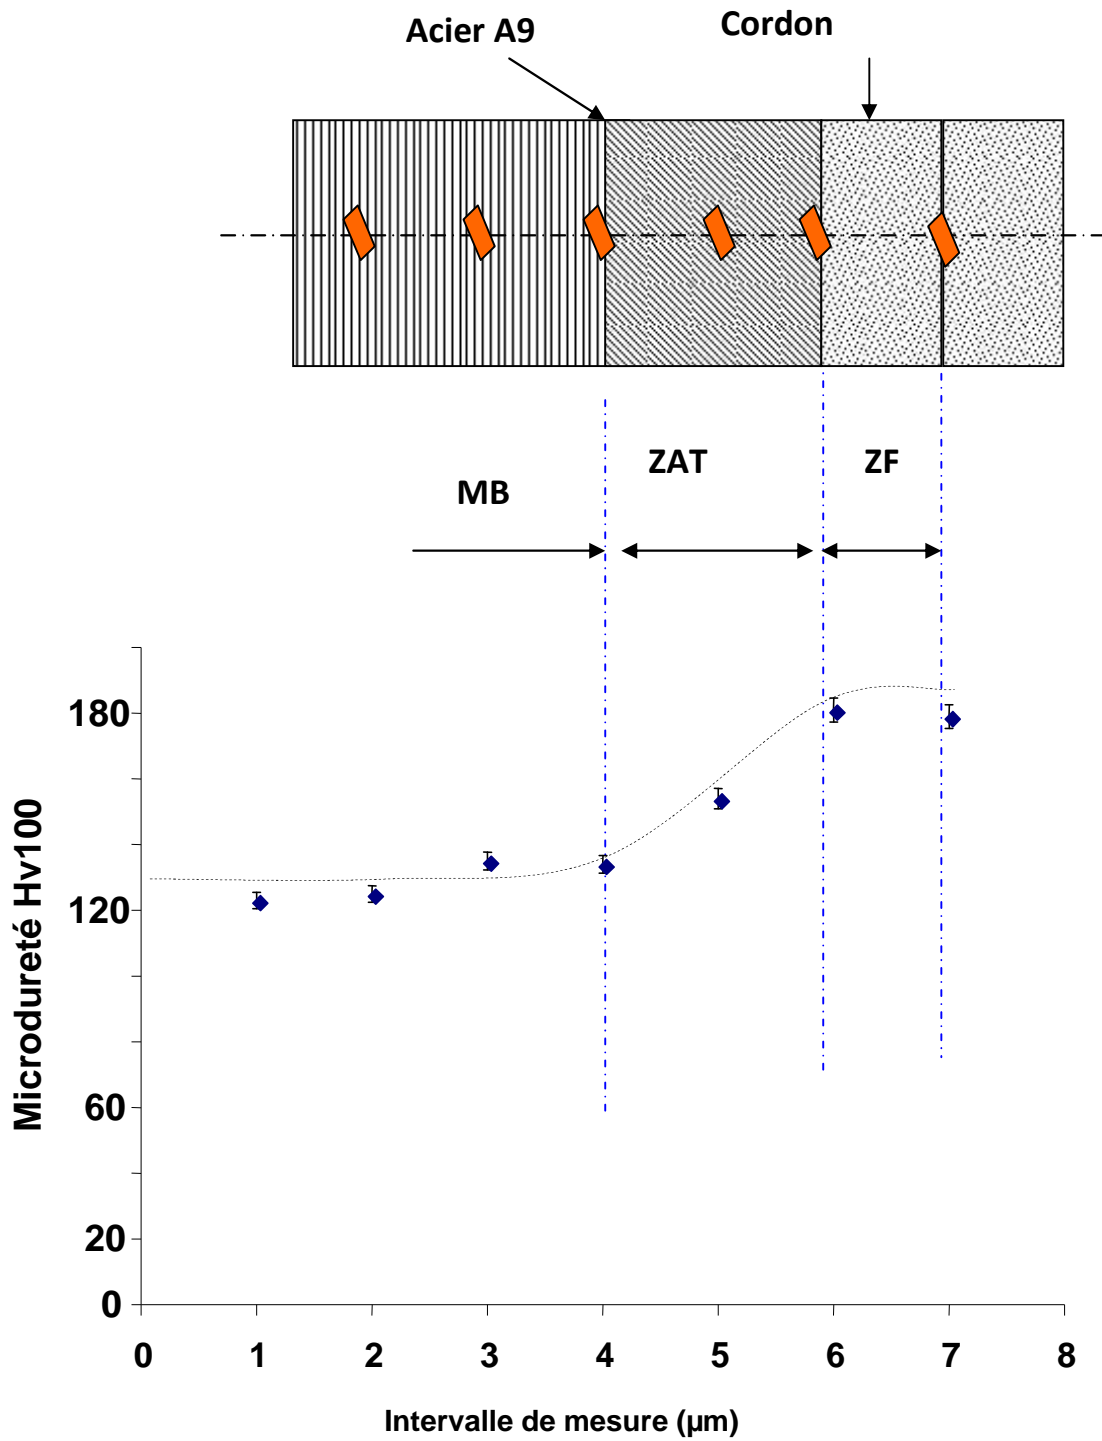 Acier A9
Cordon
MB
ZAT
ZF
Microdureté Hv100
180
120
60
20
0
0 1 2 3 4 5 6 7 8
Intervalle de mesure (µm)